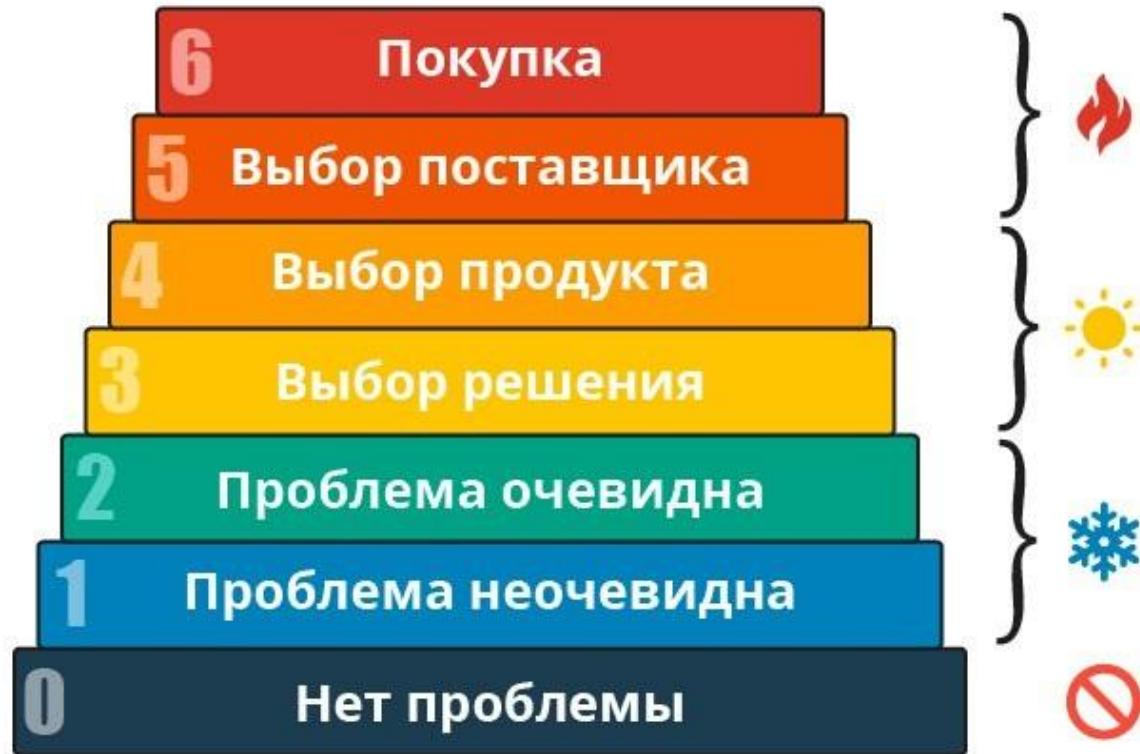 6 Покупка
5 Выбор поставщика
4 Выбор продукта
3 Выбор решения
2 Проблема очевидна
1 Проблема неочевидна
0 Нет проблемы